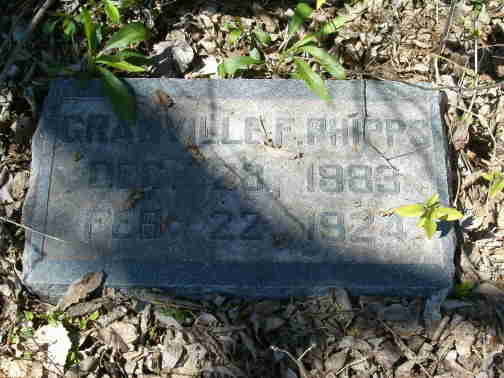 GRANVILLE F. PHIPPS
DEC. 23, 1883
FEB. 22, 1924